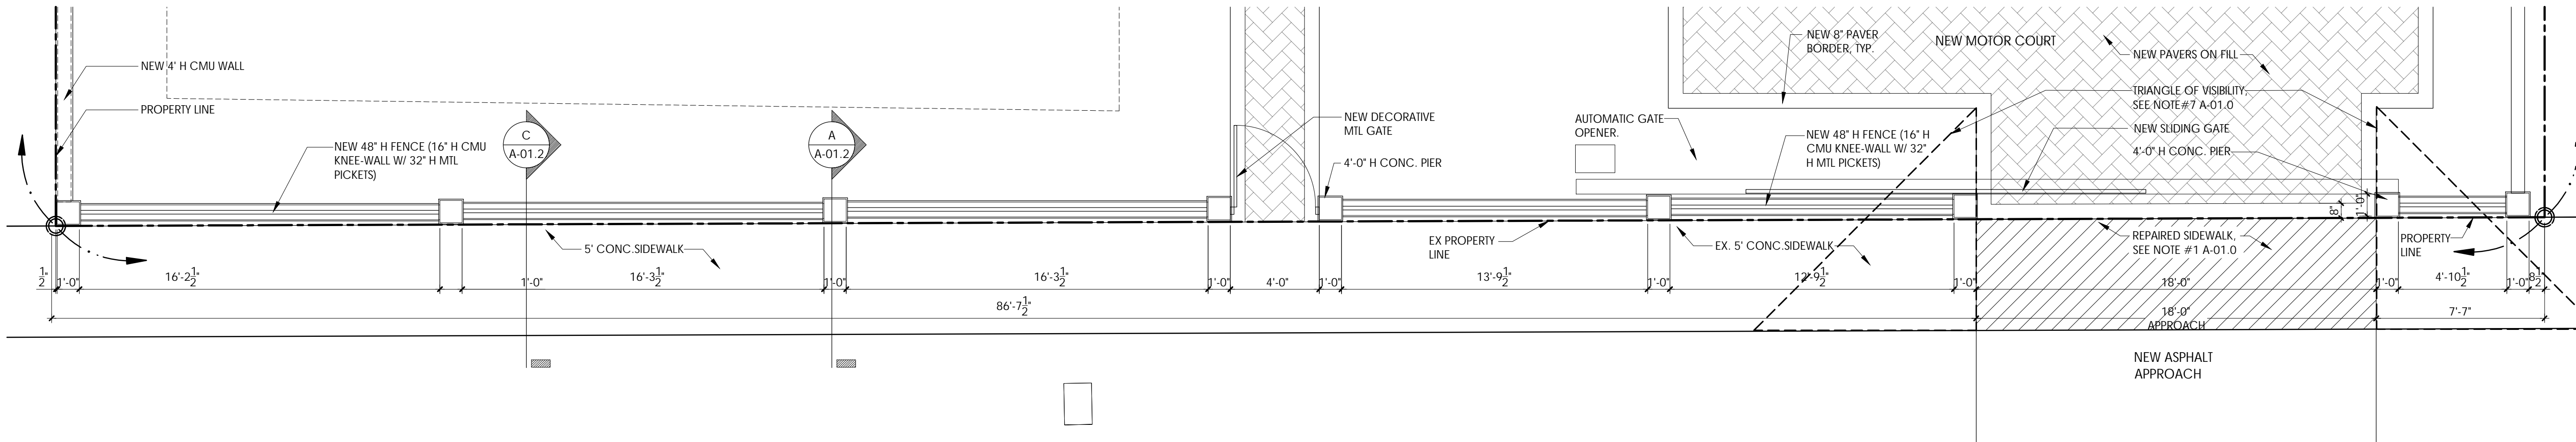 NEW 4' H CMU WALL
PROPERTY LINE
NEW 48" H FENCE (16" H CMU
KNEE-WALL W/ 32" H MTL
PICKETS)
C
A-01.2
A
A-01.2
NEW DECORATIVE
MTL GATE
4'-0" H CONC. PIER
AUTOMATIC GATE
OPENER.
NEW 8" PAVER
BORDER, TYP.
NEW MOTOR COURT
NEW PAVERS ON FILL
TRIANGLE OF VISIBILITY,
SEE NOTE#7 A-01.0
NEW SLIDING GATE
4'-0" H CONC. PIER
NEW 48" H FENCE (16" H
CMU KNEE-WALL W/ 32"
H MTL PICKETS)
5' CONC.SIDEWALK
EX PROPERTY
LINE
EX. 5' CONC.SIDEWALK
8"
1'-0"
REPAIRED SIDEWALK,
SEE NOTE #1 A-01.0
PROPERTY
LINE
1/2" 1'-0" 16'-2 1/2" 1'-0" 16'-3 1/2" 1'-0" 16'-3 1/2" 1'-0" 4'-0" 1'-0" 13'-9 1/2" 1'-0" 12'-9 1/2" 1'-0" 18'-0" 1'-0" 4'-10 1/2" 1'-0" 8 1/2"
86'-7 1/2" 18'-0" 7'-7"
APPROACH
NEW ASPHALT
APPROACH